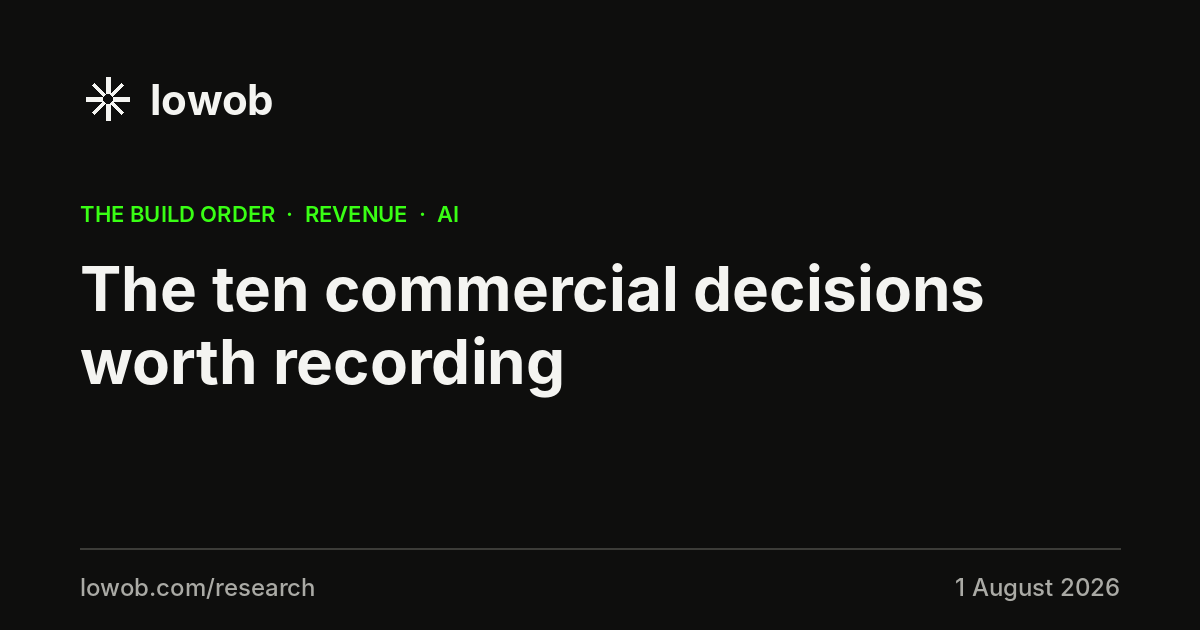 lowob
THE BUILD ORDER · REVENUE · AI
The ten commercial decisions
worth recording
lowob.com/research
1 August 2026